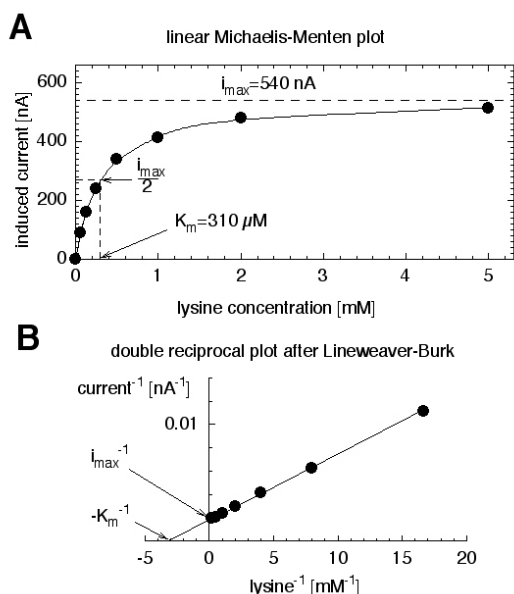 A
linear Michaelis-Menten plot
600
400
200
0
induced current [nA]
i_max=540 nA
i_max
2
K_m=310 µM
0 1 2 3 4 5
lysine concentration [mM]
B
double reciprocal plot after Lineweaver-Burk
current⁻¹ [nA⁻¹]
0.01
i_max⁻¹
-K_m⁻¹
-5 0 5 10 15 20
lysine⁻¹ [mM⁻¹]